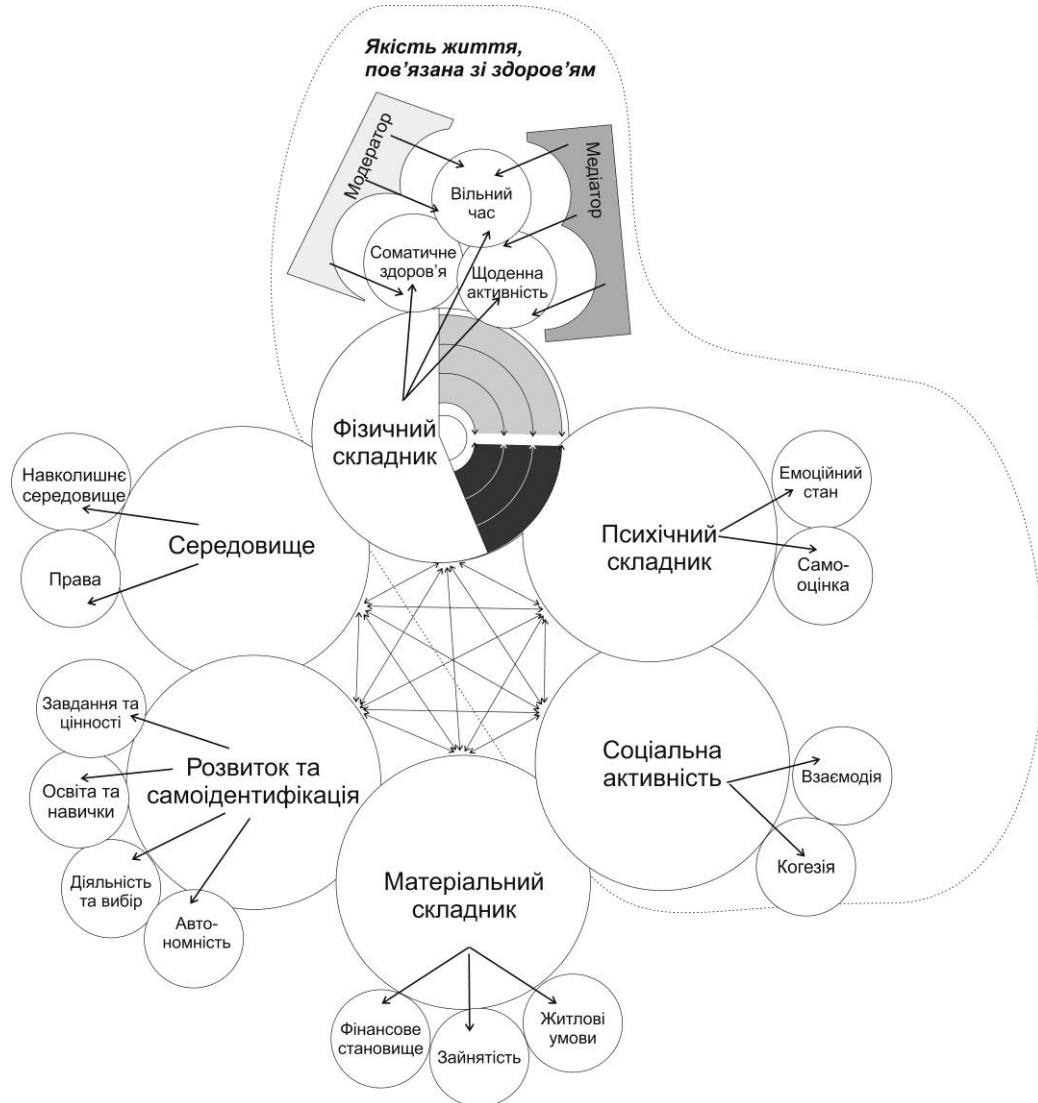 Якість життя,
пов’язана зі здоров’ям
Модератор
Медіатор
Вільний
час
Соматичне
здоров’я
Щоденна
активність
Фізичний
складник
Навколишнє
середовище
Права
Середовище
Психічний
складник
Емоційний
стан
Само-
оцінка
Завдання та
цінності
Освіта та
навички
Діяльність
та вибір
Авто-
номність
Розвиток та
самоідентифікація
Соціальна
активність
Взаємодія
Когезія
Матеріальний
складник
Фінансове
становище
Зайнятість
Житлові
умови